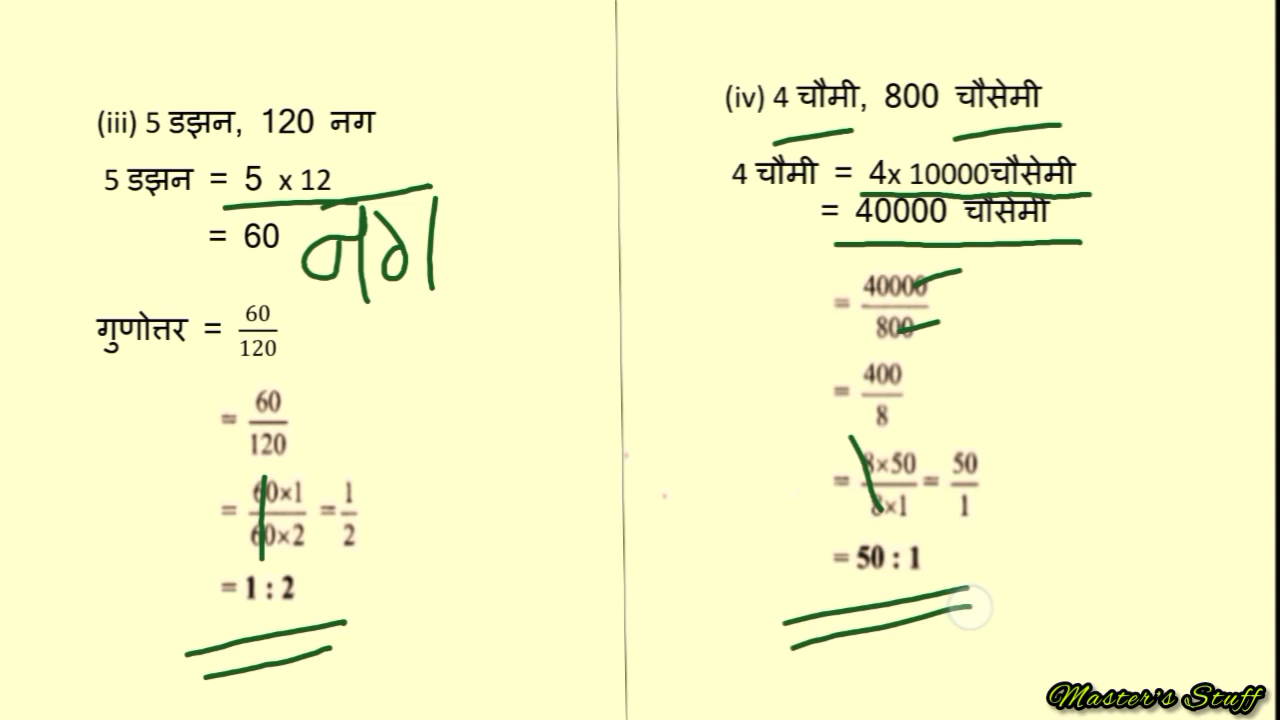 (iii) 5 डझन, 120 नग
5 डझन = 5 x 12
= 60 नग
गुणोत्तर = 60/120
= 60/120
= 60×1/60×2 = 1/2
= 1 : 2
(iv) 4 चौमी, 800 चौसेमी
4 चौमी = 4x 10000चौसेमी
= 40000 चौसेमी
= 40000/800
= 400/8
= 8×50/8×1 = 50/1
= 50 : 1
Master's Stuff